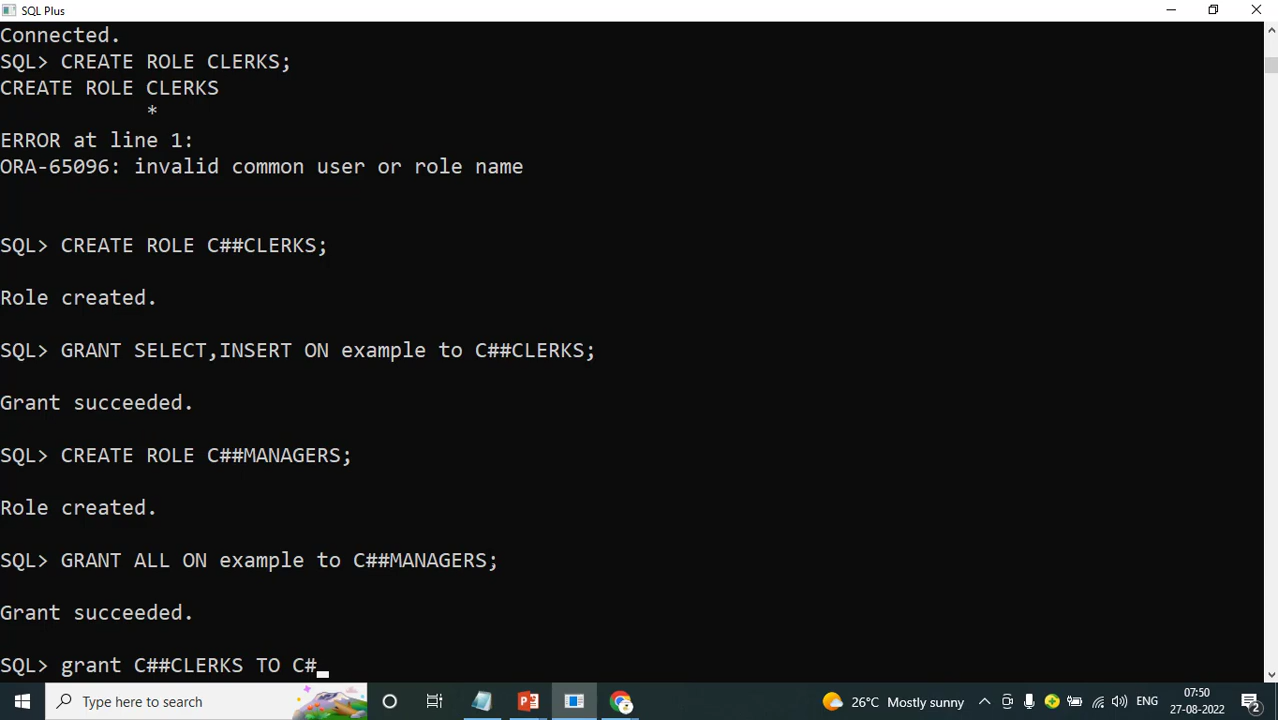 SQL Plus
Connected.
SQL> CREATE ROLE CLERKS;
CREATE ROLE CLERKS
*
ERROR at line 1:
ORA-65096: invalid common user or role name
SQL> CREATE ROLE C##CLERKS;
Role created.
SQL> GRANT SELECT,INSERT ON example to C##CLERKS;
Grant succeeded.
SQL> CREATE ROLE C##MANAGERS;
Role created.
SQL> GRANT ALL ON example to C##MANAGERS;
Grant succeeded.
SQL> grant C##CLERKS TO C#_
Type here to search
26°C Mostly sunny
ENG
07:50
27-08-2022
2